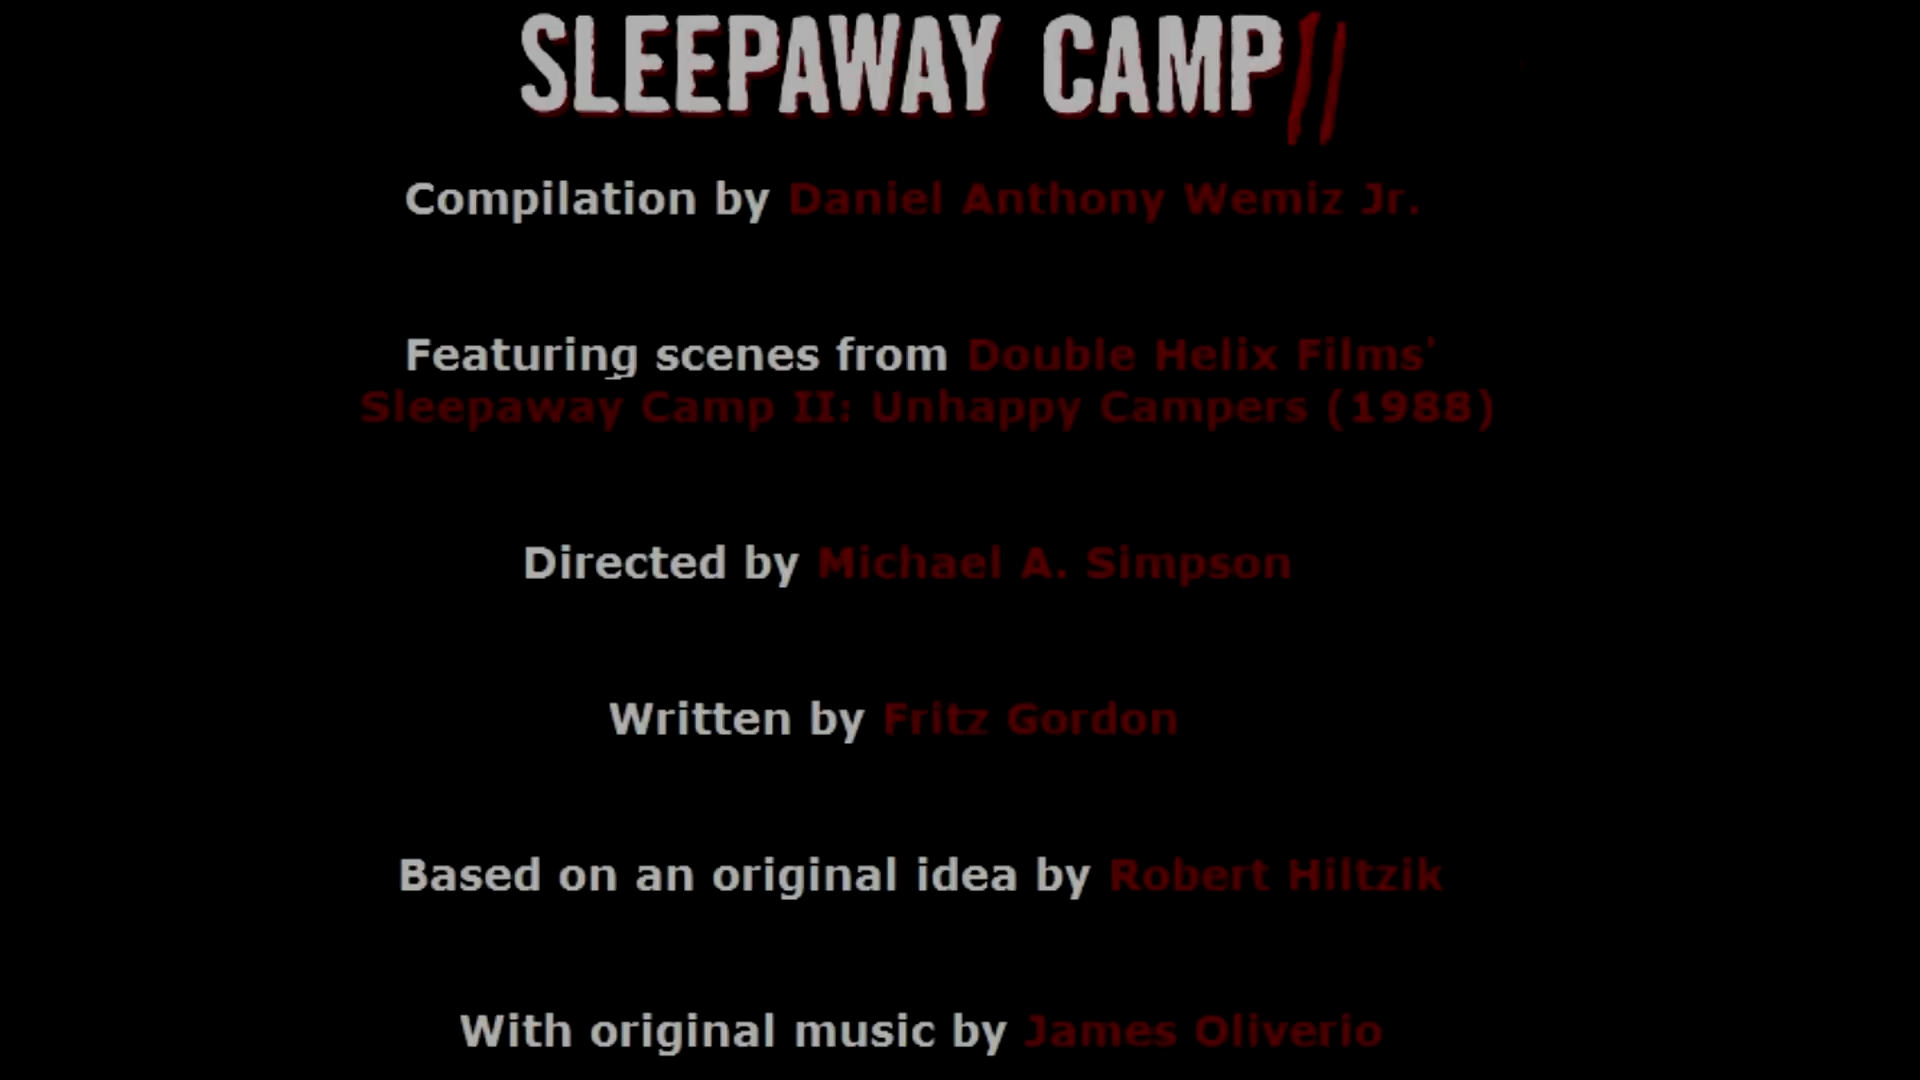 SLEEPAWAY CAMP II
Compilation by Daniel Anthony Wemiz Jr.
Featuring scenes from Double Helix Films'
Sleepaway Camp II: Unhappy Campers (1988)
Directed by Michael A. Simpson
Written by Fritz Gordon
Based on an original idea by Robert Hiltzik
With original music by James Oliverio